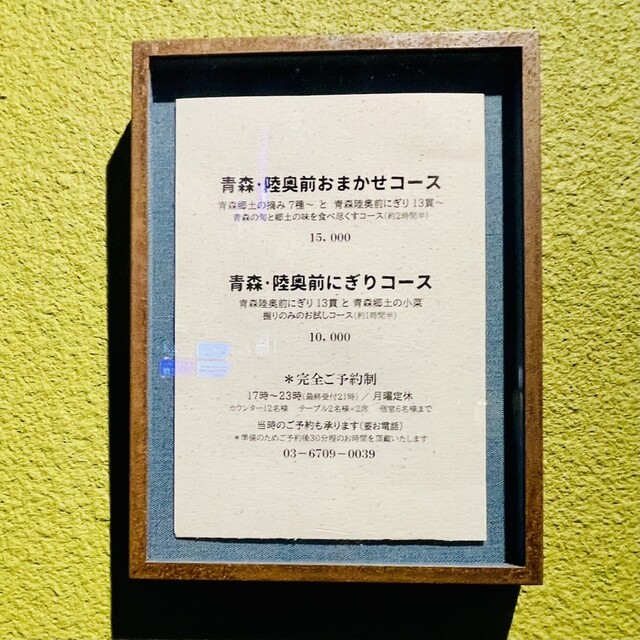 青森・陸奥前おまかせコース
青森郷土の摘み7種～ と 青森陸奥前にぎり13貫～
青森の旬と郷土の味を食べ尽くすコース(約2時間半)
15,000
青森・陸奥前にぎりコース
青森陸奥前にぎり13貫 と 青森郷土の小菜
握りのみのお試しコース(約1時間半)
10,000
＊完全ご予約制
17時～23時(最終受付21時) ／ 月曜定休
カウンター12名様 テーブル2名様×2席 個室6名様まで
当時のご予約も承ります(要お電話)
＊準備のためご予約後30分程のお時間を頂戴いたします
03-6709-0039